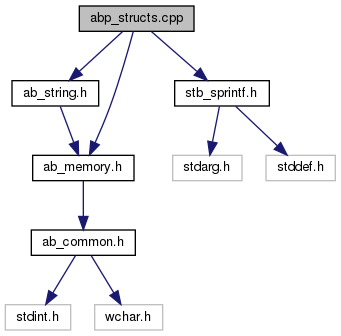 abp_structs.cpp
ab_string.h
stb_sprintf.h
ab_memory.h
stdarg.h
stddef.h
ab_common.h
stdint.h
wchar.h